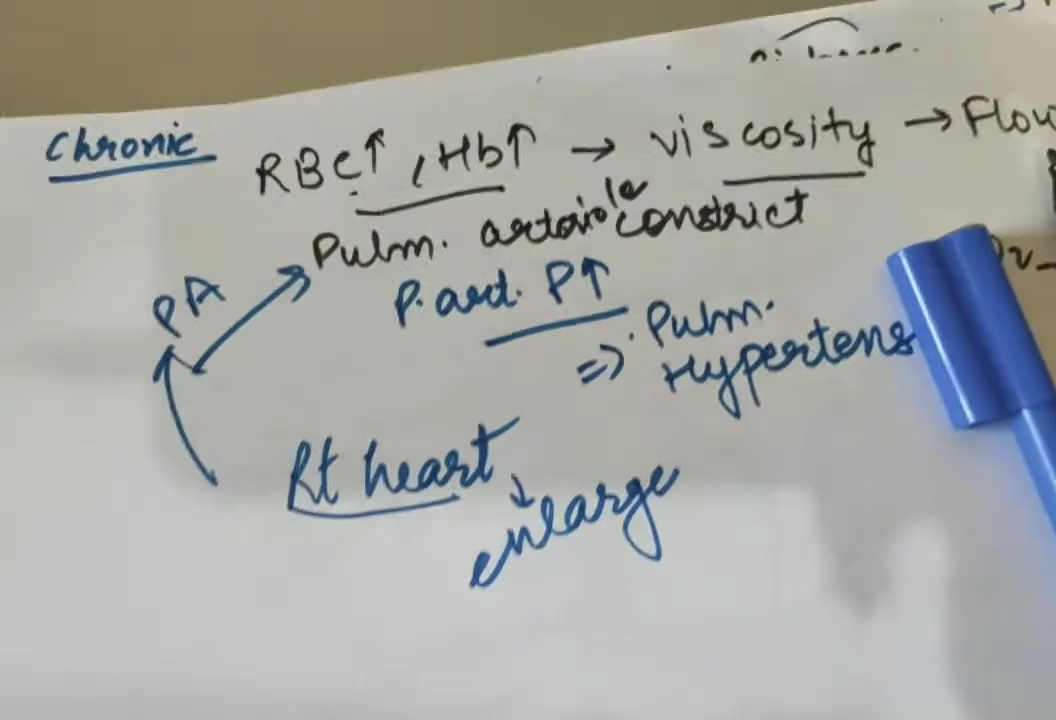 Chronic RBC↑, Hb↑ → viscosity → Flow
Pulm. arteriole constrict
PA
P. art. P↑
⇒ Pulm. Hypertens
Rt heart
↓
enlarge